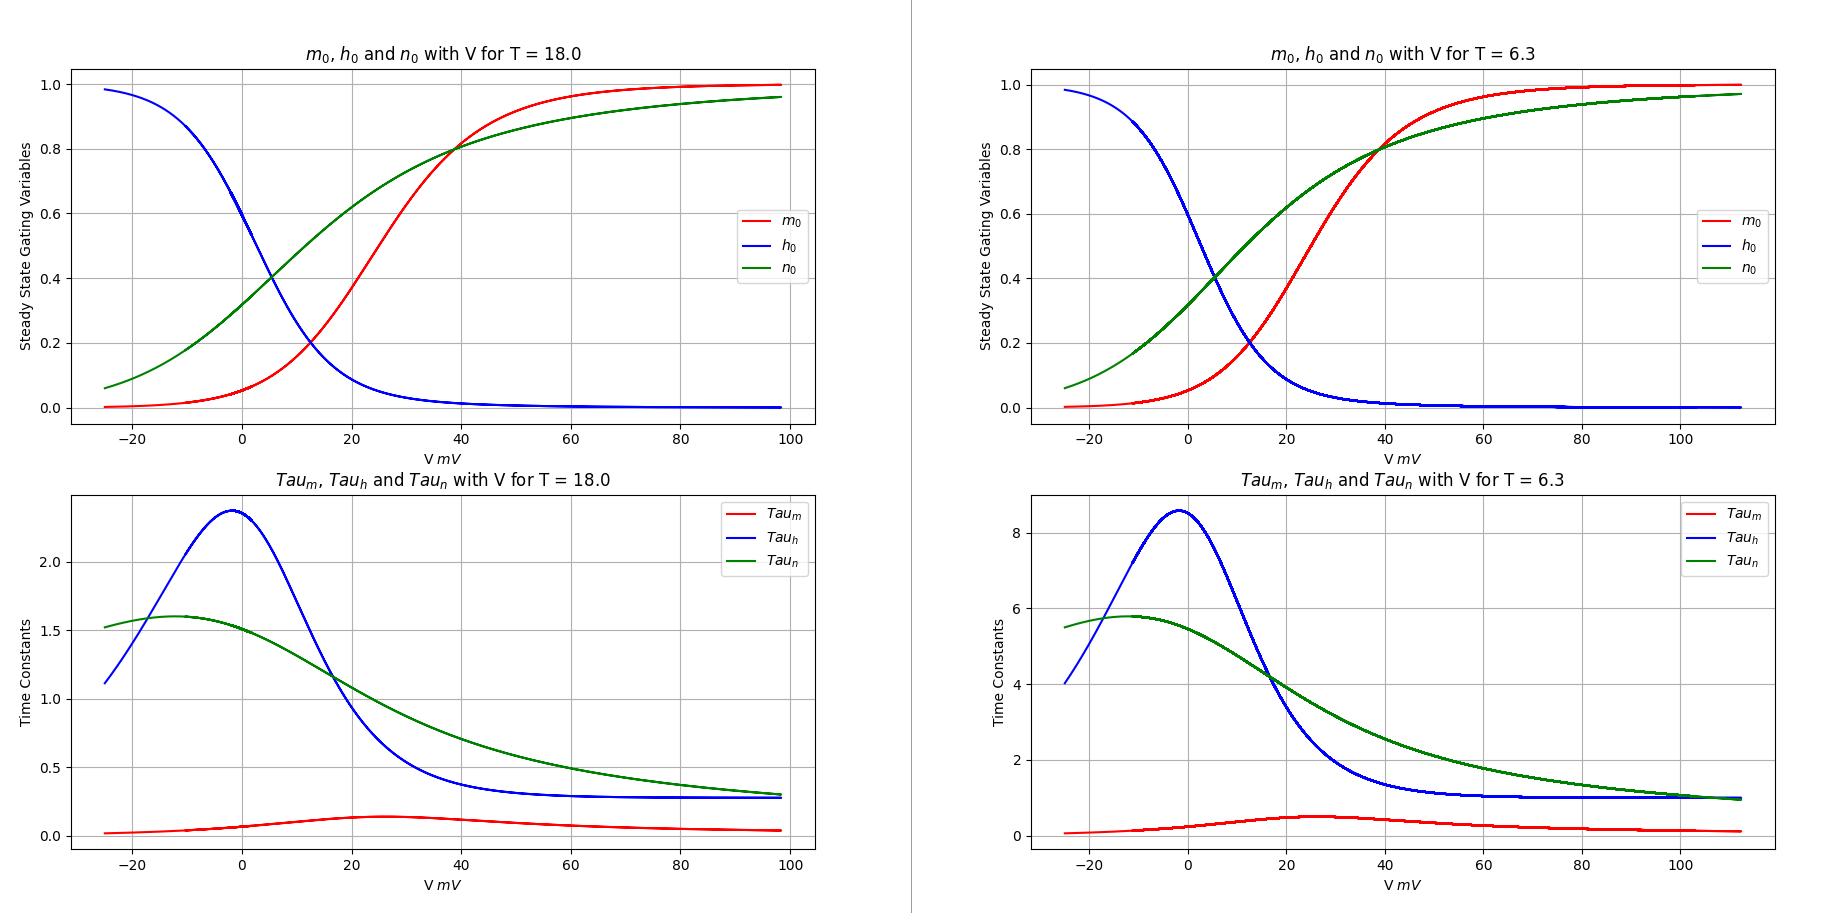 m₀, h₀ and n₀ with V for T = 18.0
Steady State Gating Variables
1.0
0.8
0.6
0.4
0.2
0.0
m₀
h₀
n₀
−20 0 20 40 60 80 100
V mV
Tauₘ, Tauₕ and Tauₙ with V for T = 18.0
Time Constants
2.0
1.5
1.0
0.5
0.0
Tauₘ
Tauₕ
Tauₙ
−20 0 20 40 60 80 100
V mV
m₀, h₀ and n₀ with V for T = 6.3
Steady State Gating Variables
1.0
0.8
0.6
0.4
0.2
0.0
m₀
h₀
n₀
−20 0 20 40 60 80 100
V mV
Tauₘ, Tauₕ and Tauₙ with V for T = 6.3
Time Constants
8
6
4
2
0
Tauₘ
Tauₕ
Tauₙ
−20 0 20 40 60 80 100
V mV